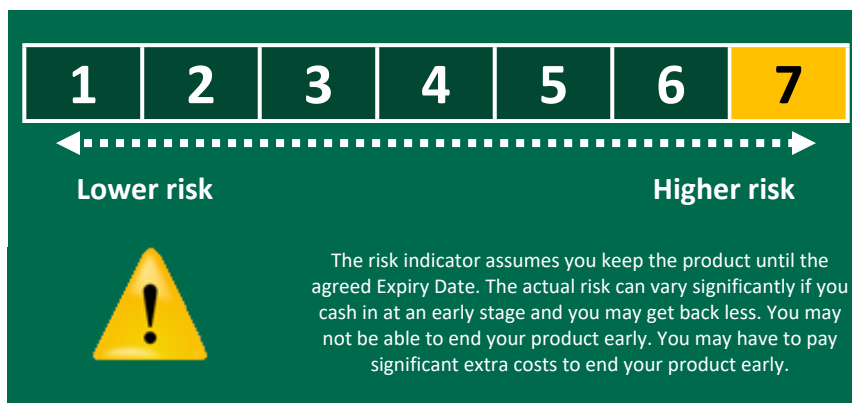 1 2 3 4 5 6 7
Lower risk Higher risk
!
The risk indicator assumes you keep the product until the
agreed Expiry Date. The actual risk can vary significantly if you
cash in at an early stage and you may get back less. You may
not be able to end your product early. You may have to pay
significant extra costs to end your product early.